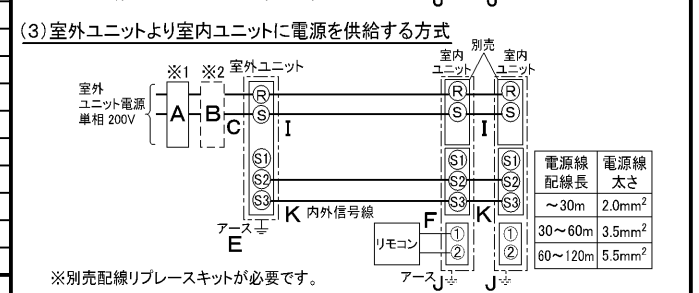 (3)室外ユニットより室内ユニットに電源を供給する方式
※1 ※2 室外ユニット
別売
室内
ユニット
室内
ユニット
室外
ユニット電源
単相 200V
A B C I I
R S S1 S2 S3
R S S1 S2 S3
R S S1 S2 S3
K 内外信号線 F K
アース
E
リモコン
① ②
① ②
アース J J
電源線 配線長 電源線 太さ
～30m 2.0mm²
30～60m 3.5mm²
60～120m 5.5mm²
※別売配線リプレースキットが必要です。